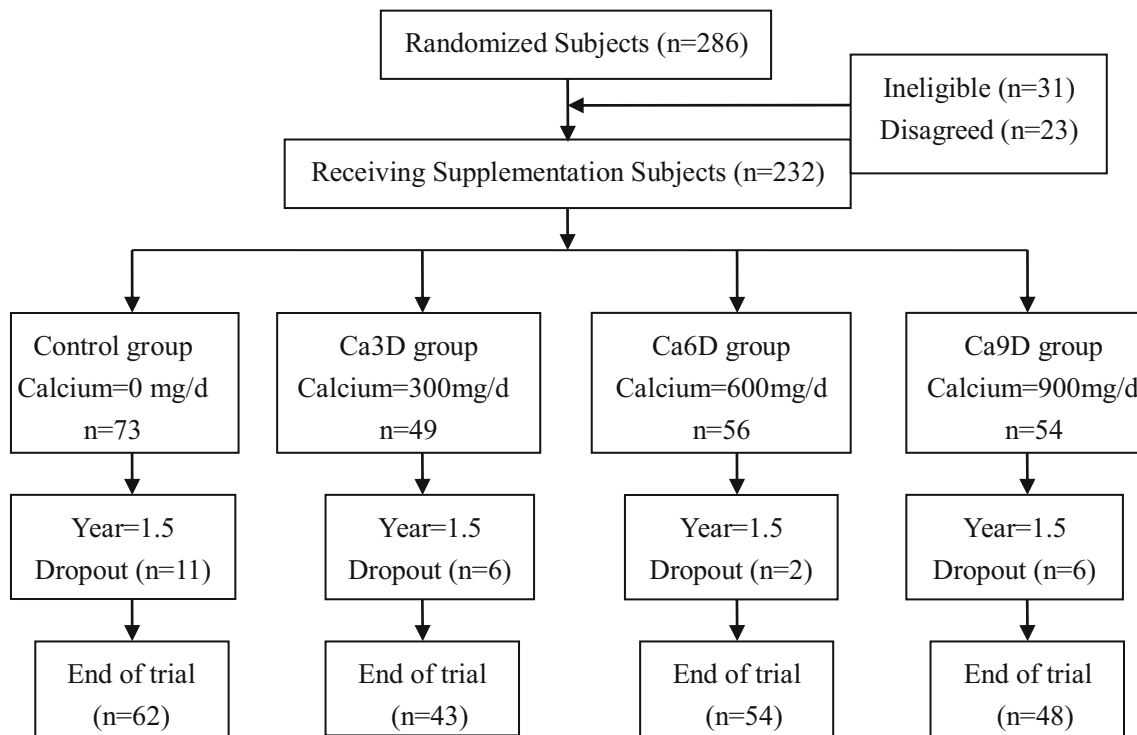 Randomized Subjects (n=286)
Ineligible (n=31)
Disagreed (n=23)
Receiving Supplementation Subjects (n=232)
Control group
Calcium=0 mg/d
n=73
Ca3D group
Calcium=300mg/d
n=49
Ca6D group
Calcium=600mg/d
n=56
Ca9D group
Calcium=900mg/d
n=54
Year=1.5
Dropout (n=11)
Year=1.5
Dropout (n=6)
Year=1.5
Dropout (n=2)
Year=1.5
Dropout (n=6)
End of trial
(n=62)
End of trial
(n=43)
End of trial
(n=54)
End of trial
(n=48)